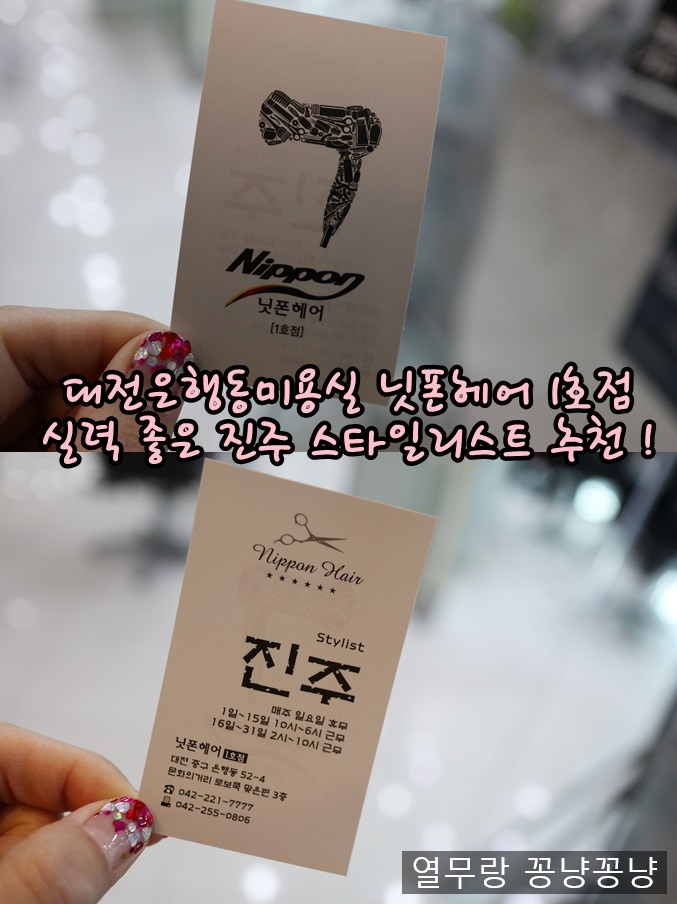 Nippon
닛폰헤어
[1호점]
대전은행동미용실 닛폰헤어 1호점
실력 좋은 진주 스타일리스트 추천 !
Nippon Hair
Stylist
진주
매주 일요일 휴무
1일~15일 10시~6시 근무
16일~31일 2시~10시 근무
닛폰헤어 1호점
대전 중구 은행동 52-4
문화의거리 로보쿡 맞은편 3층
042-221-7777
042-255-0806
열무랑 꽁냥꽁냥